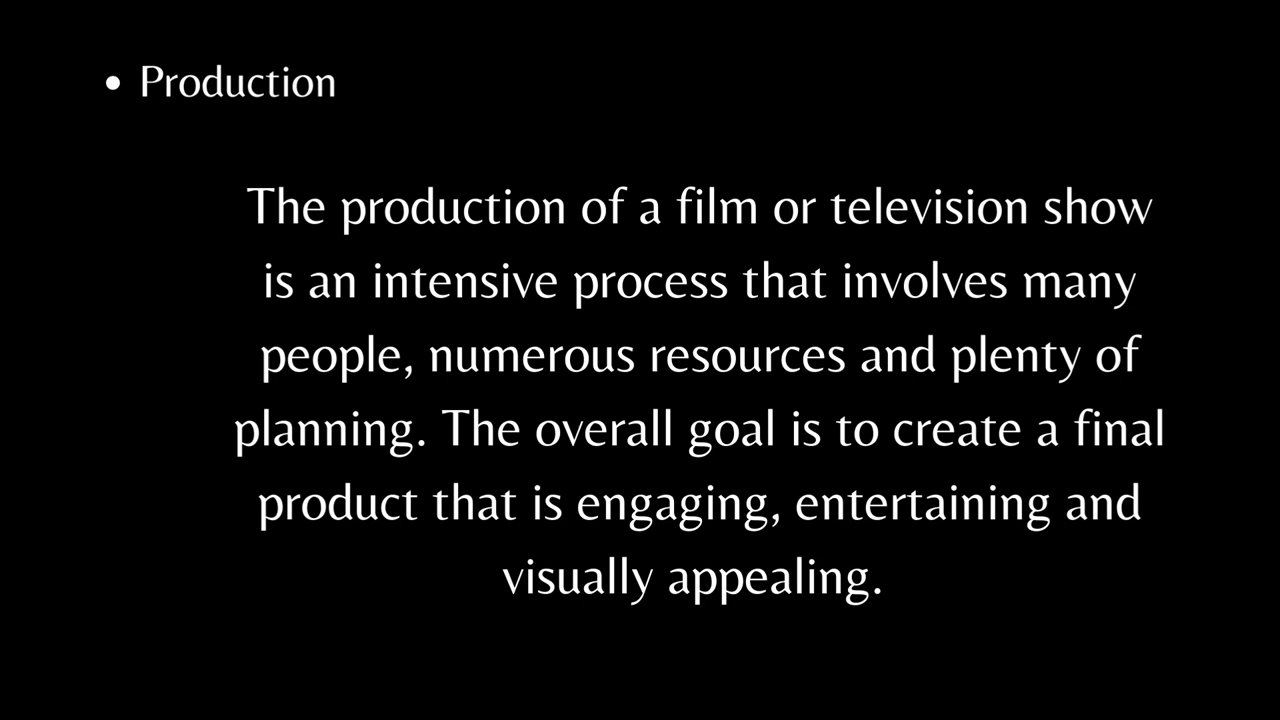 • Production
The production of a film or television show
is an intensive process that involves many
people, numerous resources and plenty of
planning. The overall goal is to create a final
product that is engaging, entertaining and
visually appealing.